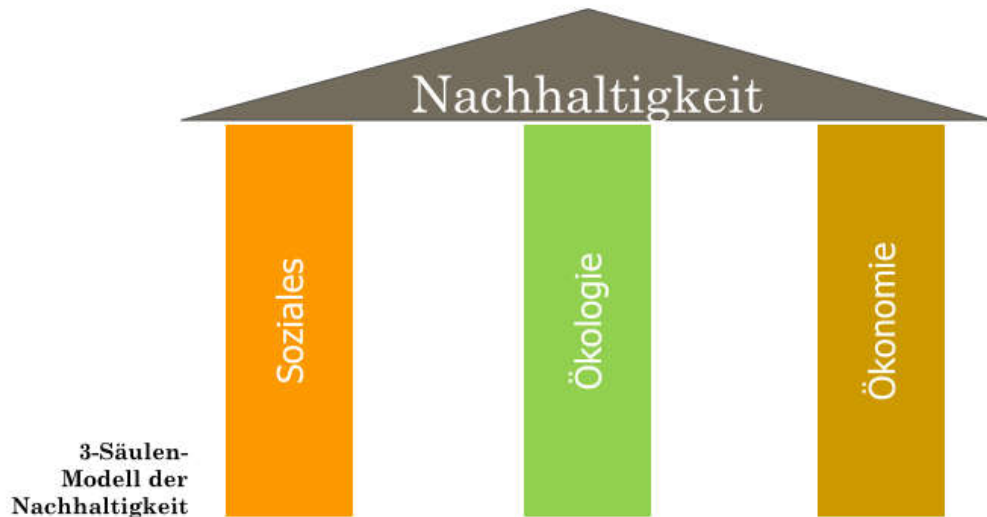 Nachhaltigkeit
Soziales
Ökologie
Ökonomie
3-Säulen-
Modell der
Nachhaltigkeit